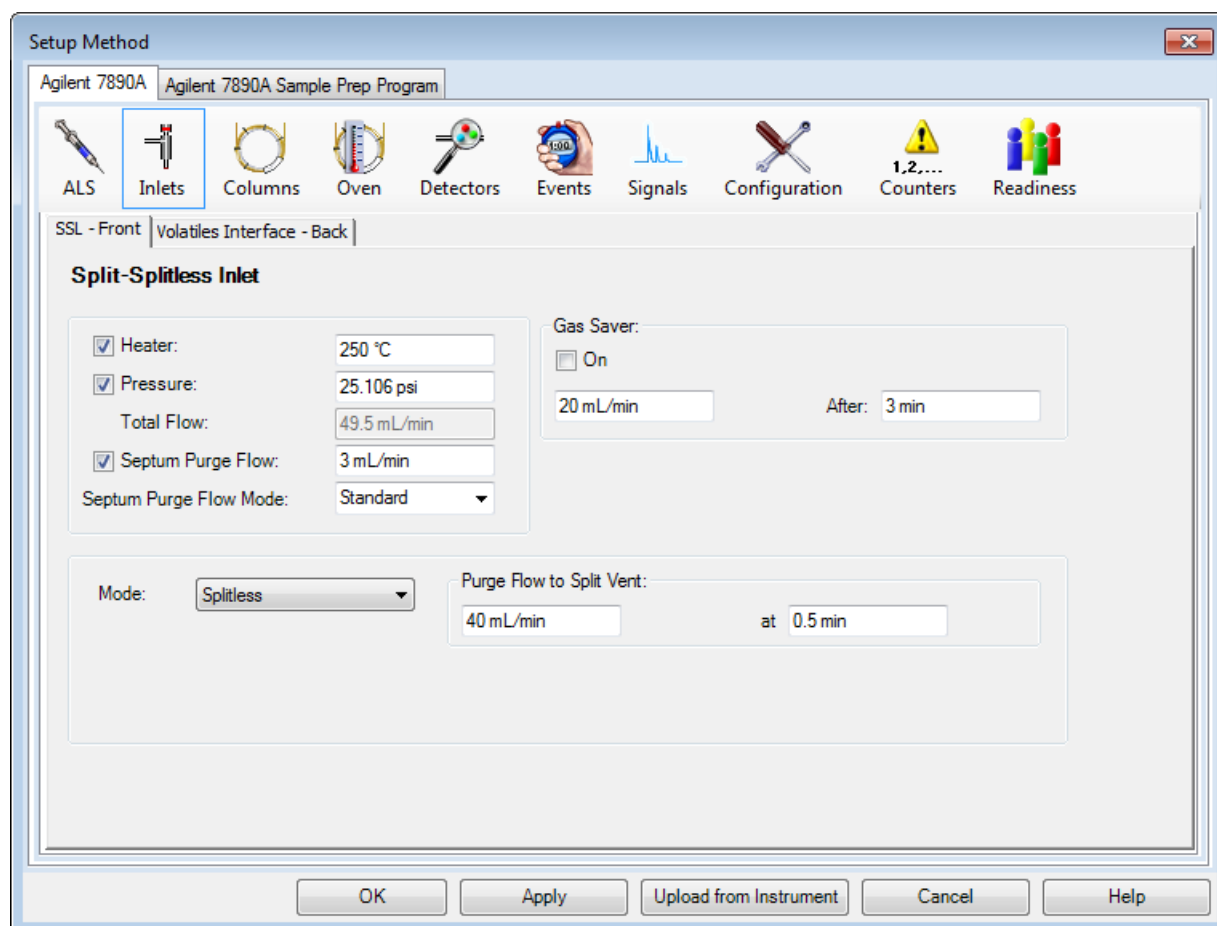 Setup Method
Agilent 7890A Agilent 7890A Sample Prep Program
1:00
1,2,...
ALS Inlets Columns Oven Detectors Events Signals Configuration Counters Readiness
SSL - Front Volatiles Interface - Back
Split-Splitless Inlet
Heater: 250 °C
Pressure: 25.106 psi
Total Flow: 49.5 mL/min
Septum Purge Flow: 3 mL/min
Septum Purge Flow Mode: Standard
Gas Saver:
On
20 mL/min After: 3 min
Mode: Splitless
Purge Flow to Split Vent:
40 mL/min at 0.5 min
OK Apply Upload from Instrument Cancel Help